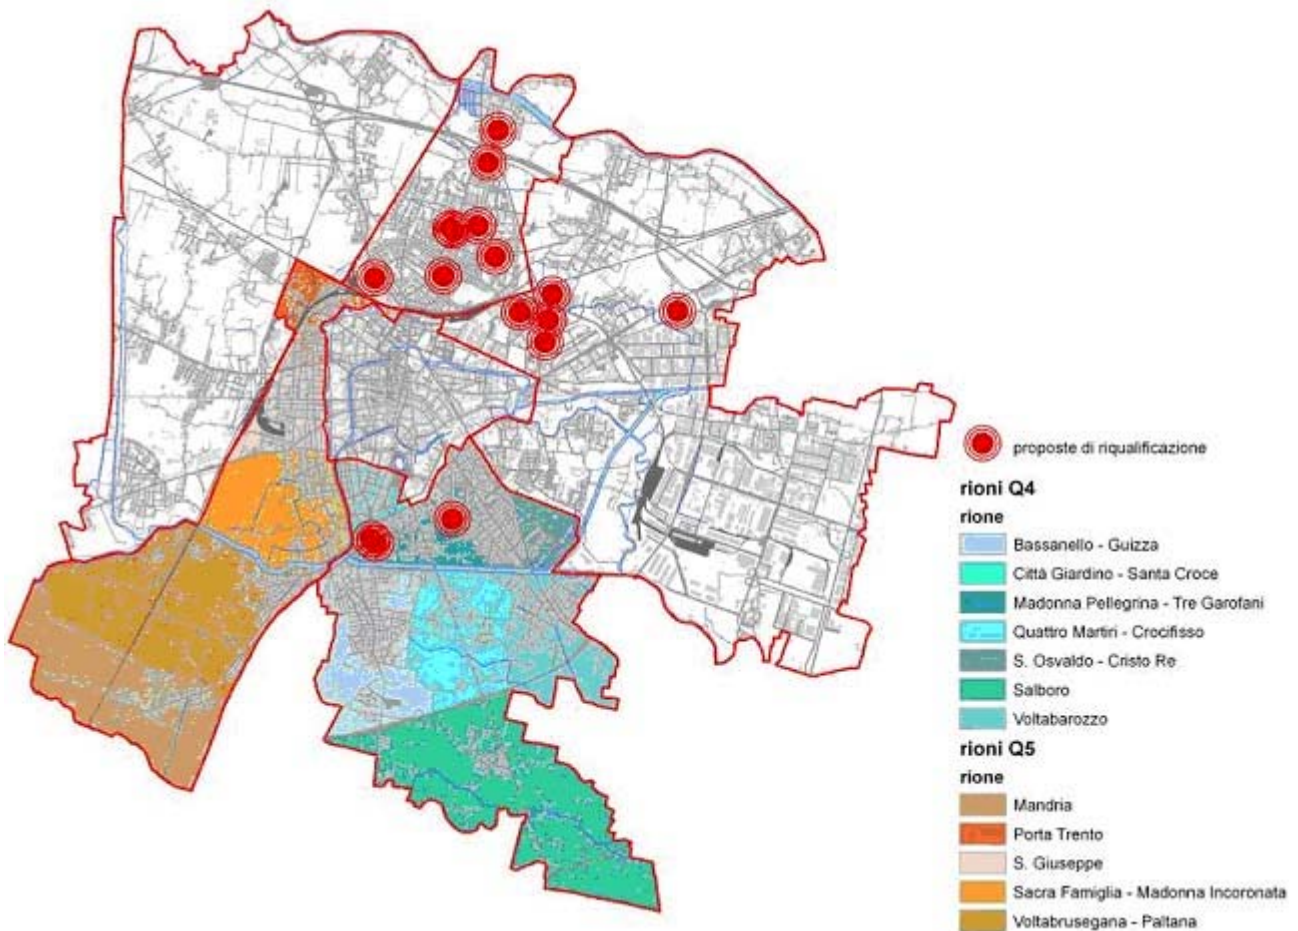 proposte di riqualificazione
rioni Q4
rione
Bassanello - Guizza
Città Giardino - Santa Croce
Madonna Pellegrina - Tre Garofani
Quattro Martiri - Crocifisso
S. Osvaldo - Cristo Re
Salboro
Voltabarozzo
rioni Q5
rione
Mandria
Porta Trento
S. Giuseppe
Sacra Famiglia - Madonna Incoronata
Voltabrusegana - Paltana